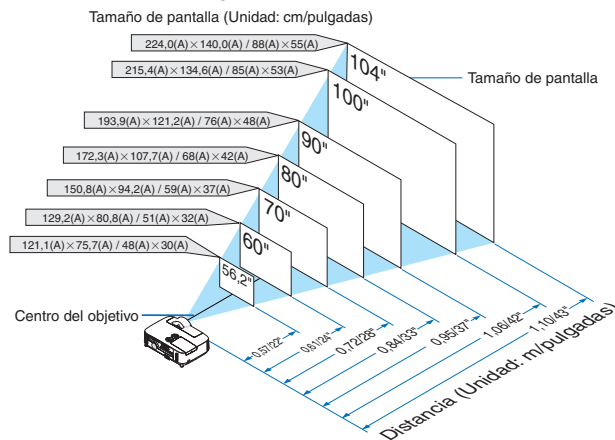 Tamaño de pantalla (Unidad: cm/pulgadas)
224,0(A)×140,0(A) / 88(A)×55(A)
215,4(A)×134,6(A) / 85(A)×53(A)
193,9(A)×121,2(A) / 76(A)×48(A)
172,3(A)×107,7(A) / 68(A)×42(A)
150,8(A)×94,2(A) / 59(A)×37(A)
129,2(A)×80,8(A) / 51(A)×32(A)
121,1(A)×75,7(A) / 48(A)×30(A)
104"
100"
90"
80"
70"
60"
56,2"
Tamaño de pantalla
Centro del objetivo
0,57/22"
0,61/24"
0,72/28"
0,84/33"
0,95/37"
1,06/42"
1,10/43"
Distancia (Unidad: m/pulgadas)